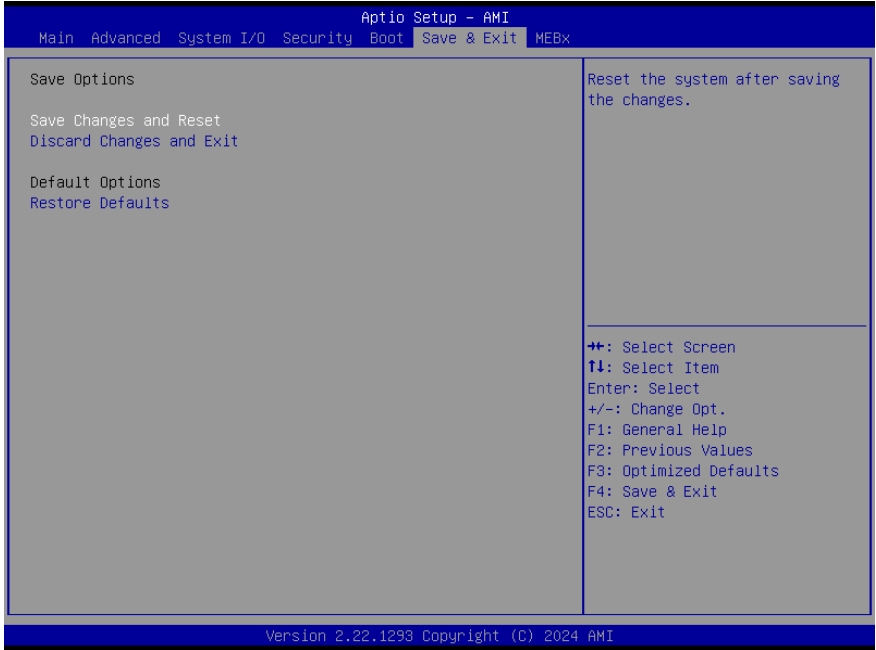 Aptio Setup – AMI
Main Advanced System I/O Security Boot Save & Exit MEBx
Save Options
Save Changes and Reset
Discard Changes and Exit
Default Options
Restore Defaults
Reset the system after saving
the changes.
→←: Select Screen
↑↓: Select Item
Enter: Select
+/-: Change Opt.
F1: General Help
F2: Previous Values
F3: Optimized Defaults
F4: Save & Exit
ESC: Exit
Version 2.22.1293 Copyright (C) 2024 AMI